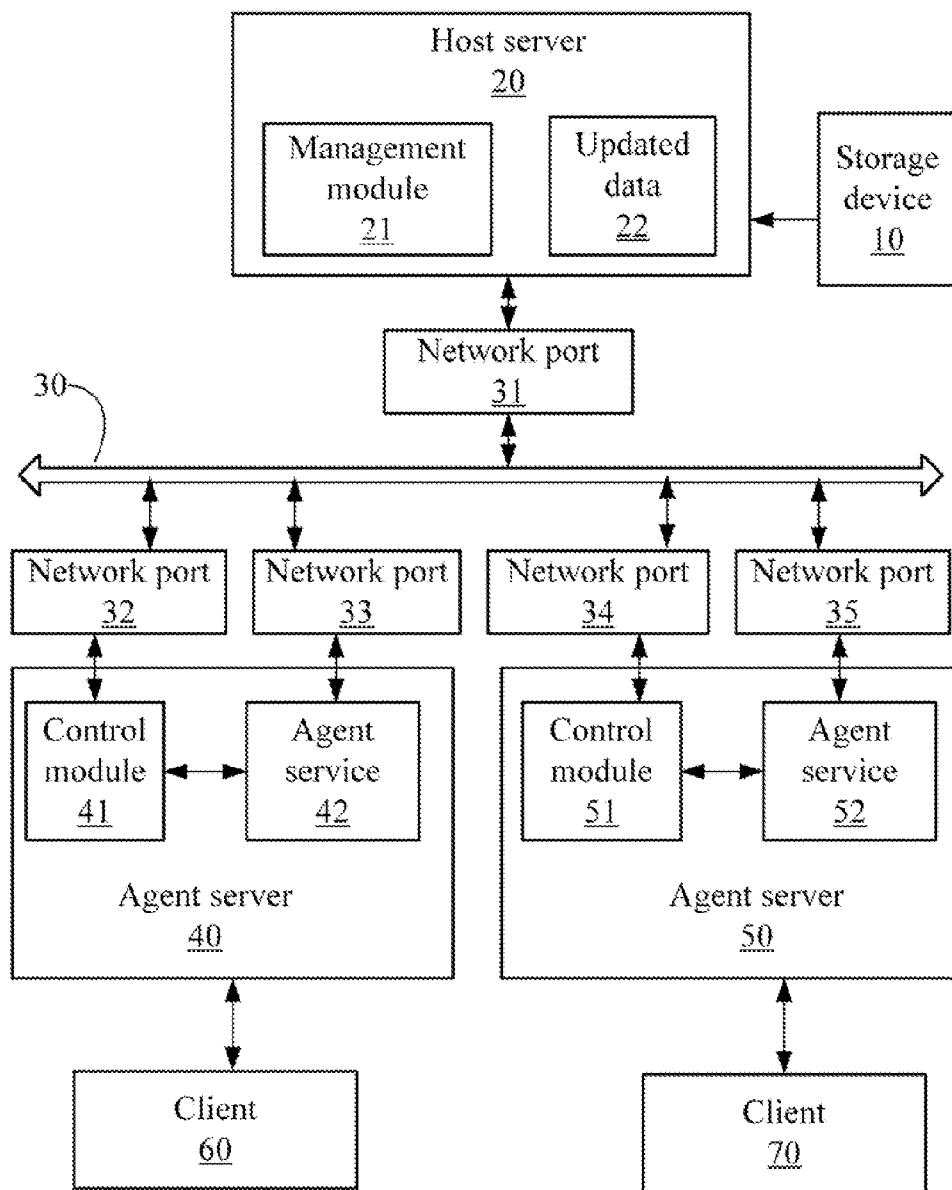 Host server
20
Management
module
21
Updated
data
22
Storage
device
10
Network port
31
30
Network port
32
Network port
33
Network port
34
Network port
35
Control
module
41
Agent
service
42
Agent server
40
Control
module
51
Agent
service
52
Agent server
50
Client
60
Client
70